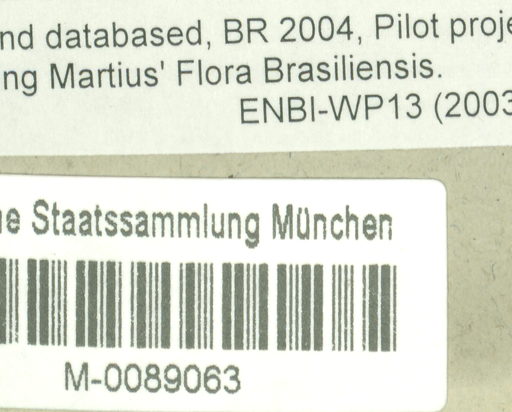 nd databased, BR 2004, Pilot proje
ng Martius' Flora Brasiliensis.
ENBI-WP13 (2003
e Staatssammlung München
M-0089063